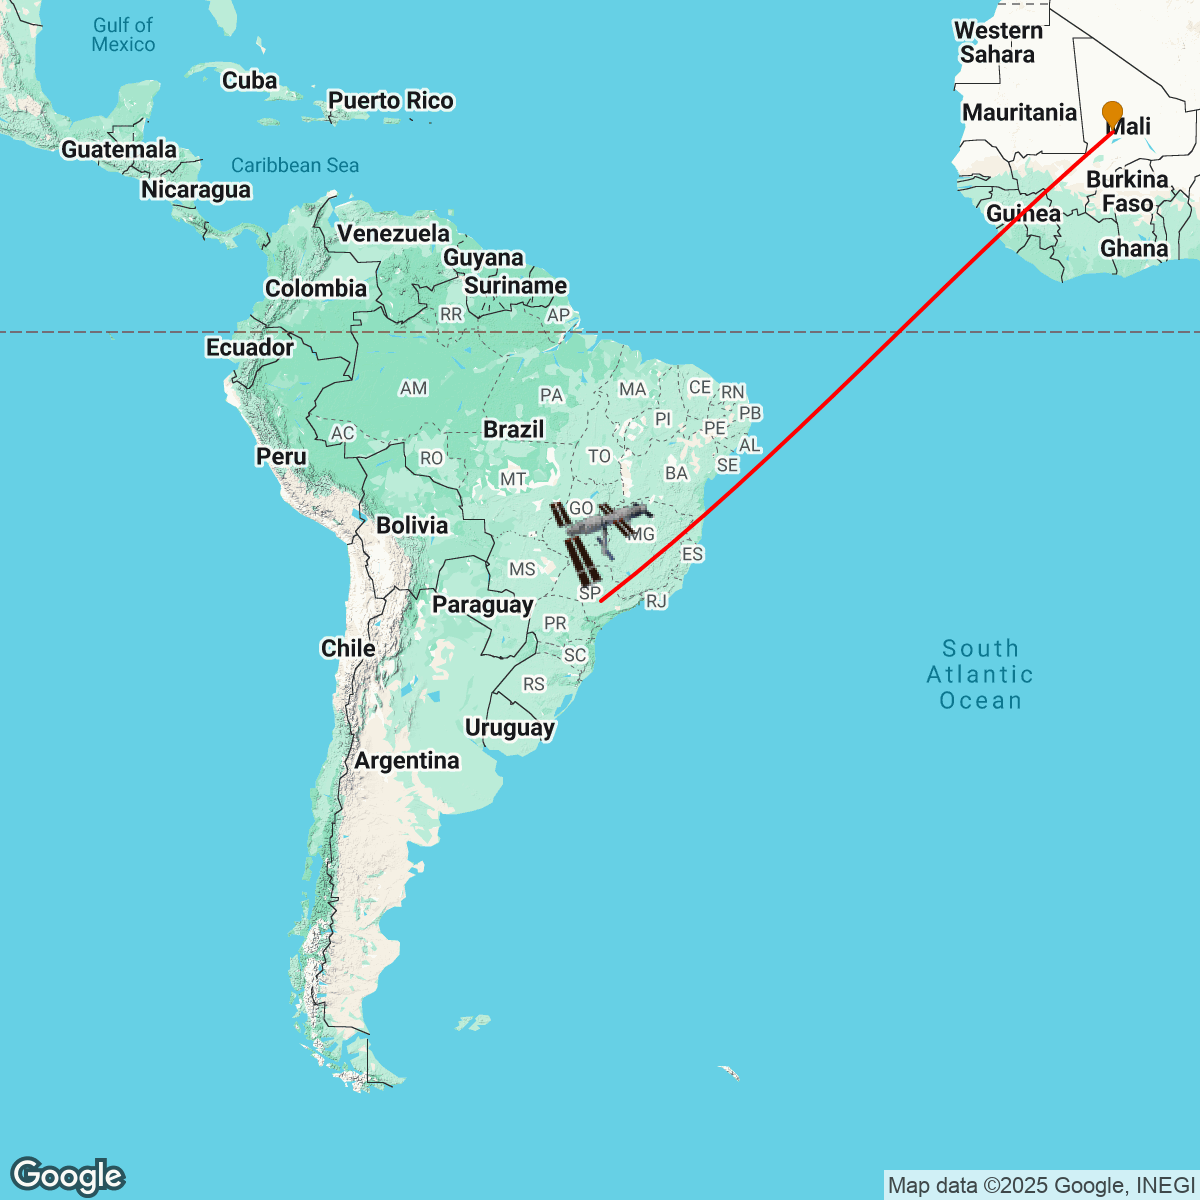 Gulf of
Mexico
Cuba
Puerto Rico
Guatemala
Caribbean Sea
Nicaragua
Venezuela
Guyana
Suriname
Colombia
RR
AP
Ecuador
AM
PA
MA
CE
RN
PI
PB
Brazil
PE
AC
AL
Peru
RO
TO
SE
MT
BA
GO
Bolivia
MG
ES
MS
SP
RJ
Paraguay
PR
Chile
SC
RS
Uruguay
Argentina
Western
Sahara
Mauritania
Mali
Burkina
Faso
Guinea
Ghana
South
Atlantic
Ocean
Google
Map data ©2025 Google, INEGI